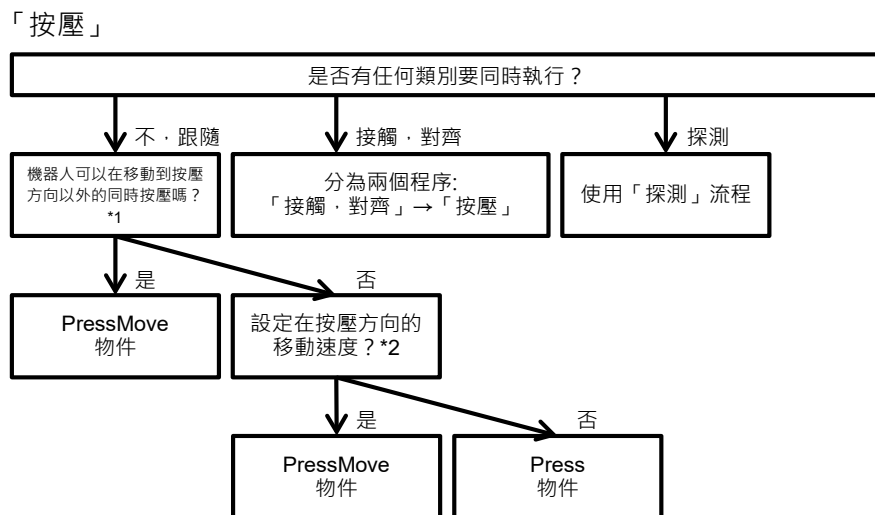 「按壓」
是否有任何類別要同時執行？
不，跟隨
接觸，對齊
探測
機器人可以在移動到按壓
方向以外的同時按壓嗎？
*1
分為兩個程序:
「接觸，對齊」→「按壓」
使用「探測」流程
是
否
PressMove
物件
設定在按壓方向的
移動速度？*2
是
否
PressMove
物件
Press
物件